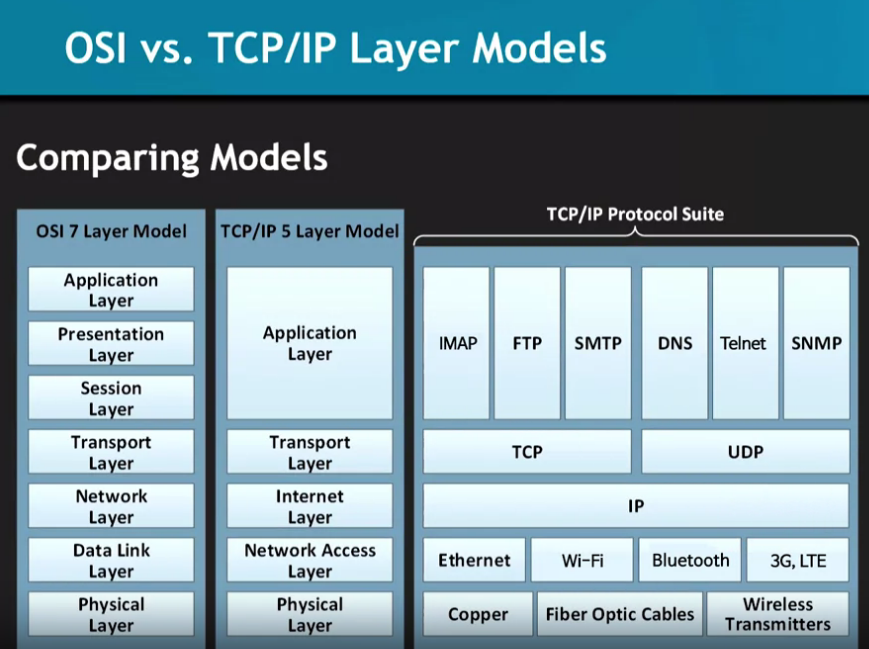 OSI vs. TCP/IP Layer Models
Comparing Models
OSI 7 Layer Model
Application
Layer
Presentation
Layer
Session
Layer
Transport
Layer
Network
Layer
Data Link
Layer
Physical
Layer
TCP/IP 5 Layer Model
Application
Layer
Transport
Layer
Internet
Layer
Network Access
Layer
Physical
Layer
TCP/IP Protocol Suite
IMAP
FTP
SMTP
DNS
Telnet
SNMP
TCP
UDP
IP
Ethernet
Wi-Fi
Bluetooth
3G, LTE
Copper
Fiber Optic Cables
Wireless
Transmitters